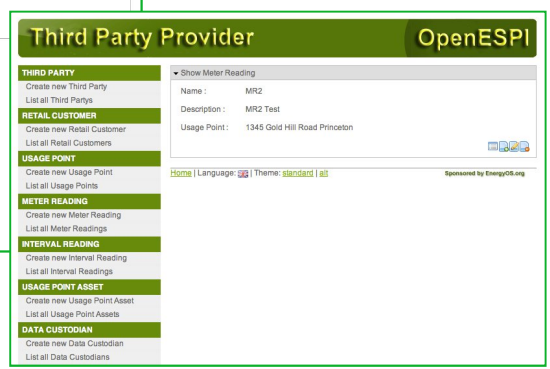 Third Party Provider
OpenESPI
THIRD PARTY
Create new Third Party
List all Third Partys
RETAIL CUSTOMER
Create new Retail Customer
List all Retail Customers
USAGE POINT
Create new Usage Point
List all Usage Points
METER READING
Create new Meter Reading
List all Meter Readings
INTERVAL READING
Create new Interval Reading
List all Interval Readings
USAGE POINT ASSET
Create new Usage Point Asset
List all Usage Point Assets
DATA CUSTODIAN
Create new Data Custodian
List all Data Custodians
Show Meter Reading
Name : MR2
Description : MR2 Test
Usage Point : 1345 Gold Hill Road Princeton
Home | Language: | Theme: standard | alt
Sponsored by EnergyOS.org